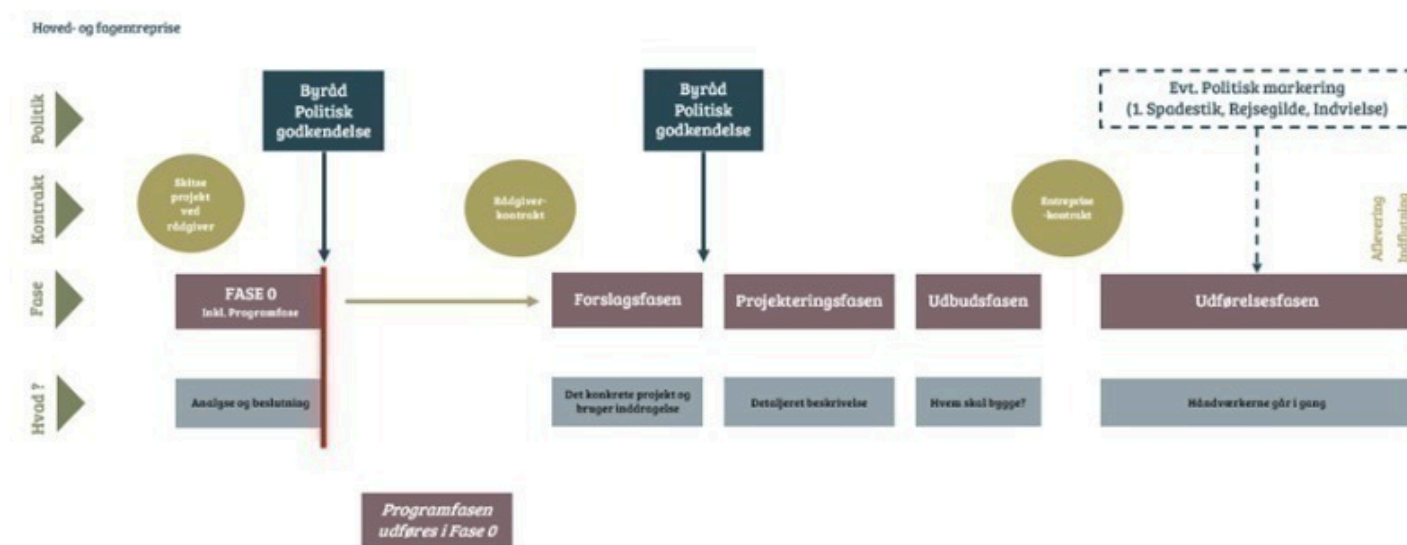 Hoved- og fagentreprise
Politik
Byråd
Politisk
godkendelse
Byråd
Politisk
godkendelse
Evt. Politisk markering
(1. Spadestik, Rejsegilde, Indvielse)
Kontrakt
Skitse
projekt
ved
rådgiver
Rådgiver-
kontrakt
Entreprise
-kontrakt
Aflevering
Indflytning
Fase
FASE 0
Inkl. Programfase
Forslagsfasen
Projekteringsfasen
Udbudsfasen
Udførelsesfasen
Hvad ?
Analyse og beslutning
Det konkrete projekt og
bruger inddragelse
Detaljeret beskrivelse
Hvem skal bygge?
Håndværkerne går i gang
Programfasen
udføres i Fase 0